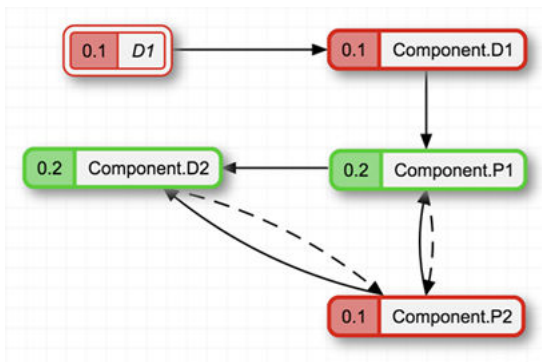 0.1 D1
0.1 Component.D1
0.2 Component.D2
0.2 Component.P1
0.1 Component.P2